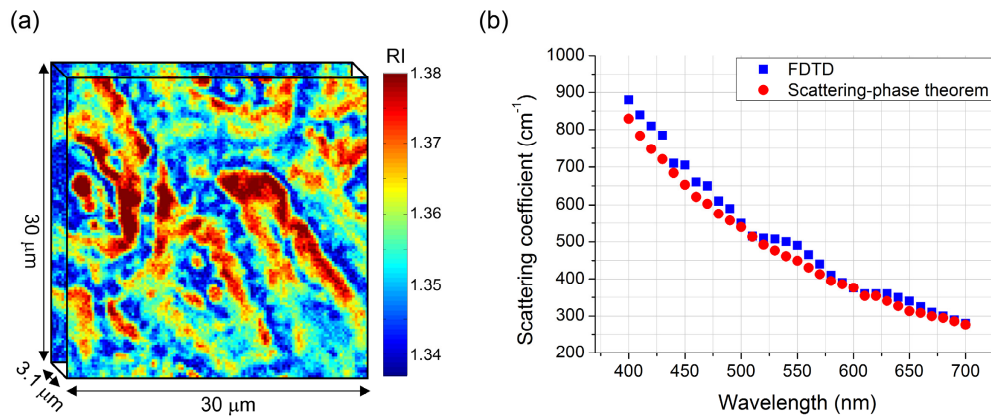 (a)
RI
1.38
1.37
1.36
1.35
1.34
30 μm
3.1 μm
30 μm
(b)
FDTD
Scattering-phase theorem
Scattering coefficient (cm⁻¹)
1000
900
800
700
600
500
400
300
200
400
450
500
550
600
650
700
Wavelength (nm)